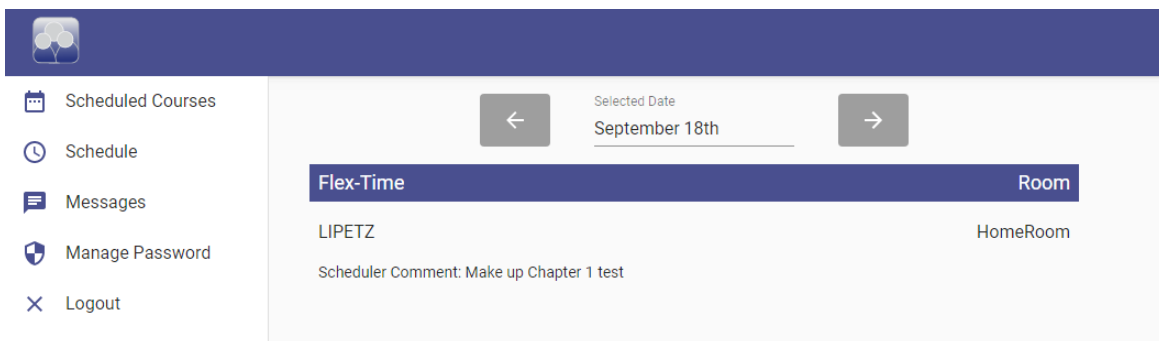 Scheduled Courses
Schedule
Messages
Manage Password
Logout
Selected Date
September 18th
Flex-Time Room
LIPETZ HomeRoom
Scheduler Comment: Make up Chapter 1 test